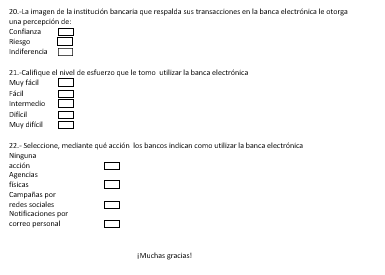 20.-La imagen de la institución bancaria que respalda sus transacciones en la banca electrónica le otorga
una percepción de:
Confianza
Riesgo
Indiferencia
21.-Califique el nivel de esfuerzo que le tomo utilizar la banca electrónica
Muy fácil
Fácil
Intermedio
Difícil
Muy difícil
22.- Seleccione, mediante qué acción los bancos indican como utilizar la banca electrónica
Ninguna
acción
Agencias
físicas
Campañas por
redes sociales
Notificaciones por
correo personal
¡Muchas gracias!